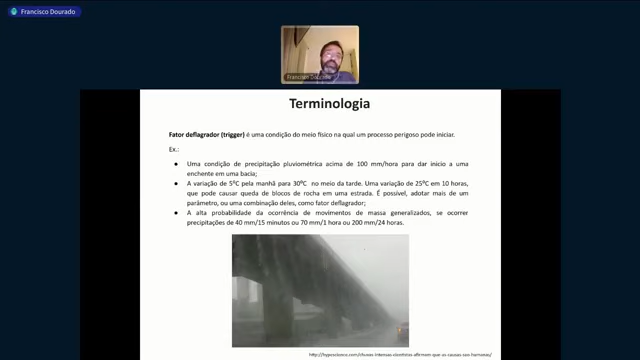 Francisco Dourado
Francisco Dourado
Terminologia
Fator deflagrador (trigger) é uma condição do meio físico na qual um processo perigoso pode iniciar.
Ex.:
● Uma condição de precipitação pluviométrica acima de 100 mm/hora para dar inicio a uma
enchente em uma bacia;
● A variação de 5ºC pela manhã para 30ºC no meio da tarde. Uma variação de 25ºC em 10 horas,
que pode causar queda de blocos de rocha em uma estrada. É possível, adotar mais de um
parâmetro, ou uma combinação deles, como fator deflagrador;
● A alta probabilidade da ocorrência de movimentos de massa generalizados, se ocorrer
precipitações de 40 mm/15 minutos ou 70 mm/1 hora ou 200 mm/24 horas.